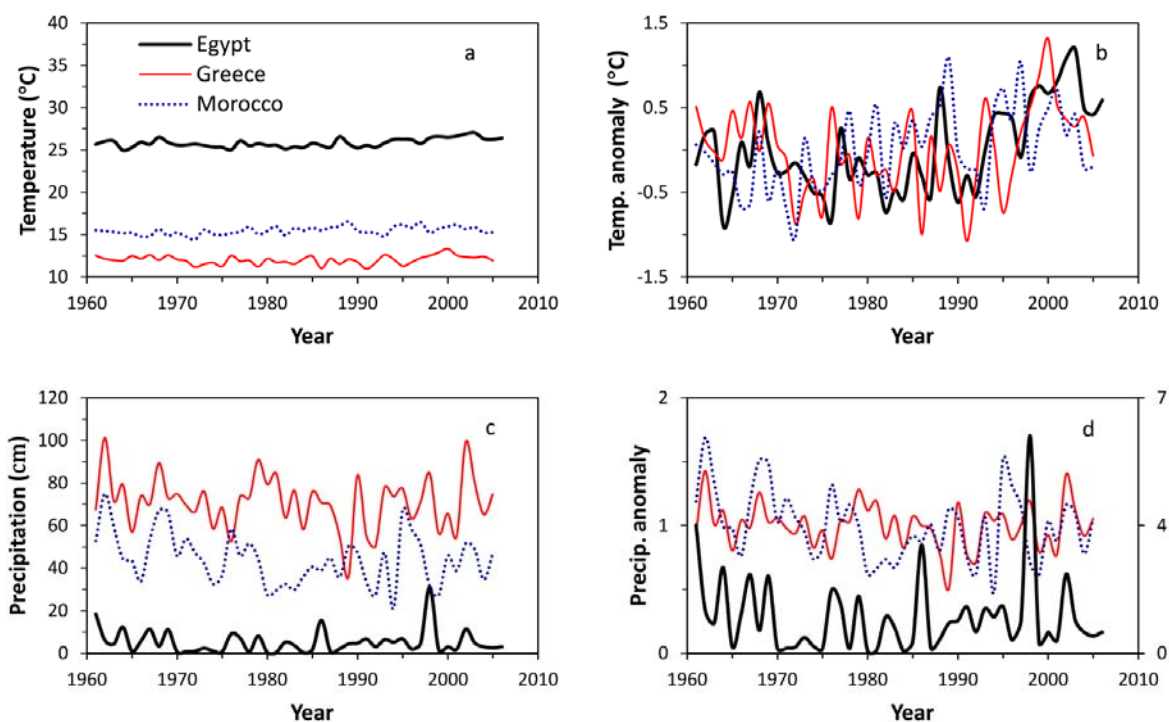 40
35
30
25
20
15
10
Temperature (°C)
Egypt
Greece
Morocco
a
1960 1970 1980 1990 2000 2010
Year
1.5
0.5
-0.5
-1.5
Temp. anomaly (°C)
b
1960 1970 1980 1990 2000 2010
Year
120
100
80
60
40
20
0
Precipitation (cm)
c
1960 1970 1980 1990 2000 2010
Year
2
1
0
Precip. anomaly
d
7
4
0
1960 1970 1980 1990 2000 2010
Year